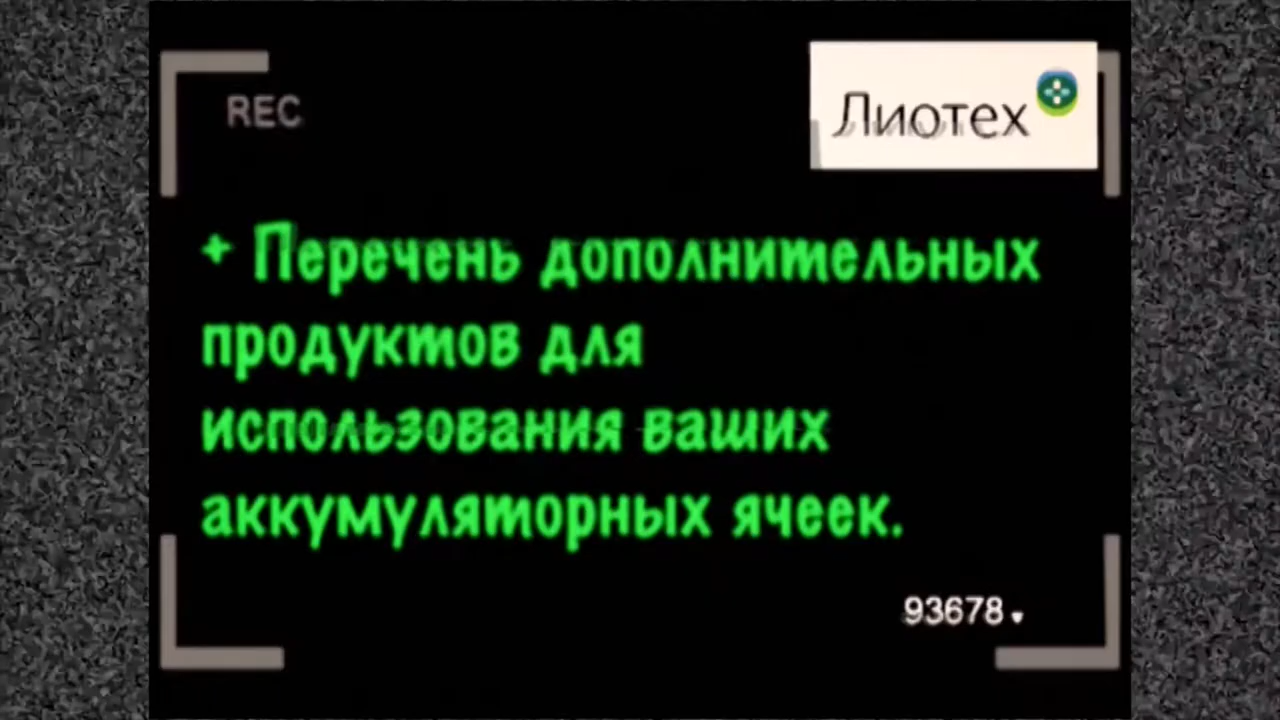 REC
Лиотех
+ Перечень дополнительных
продуктов для
использования ваших
аккумуляторных ячеек.
93678